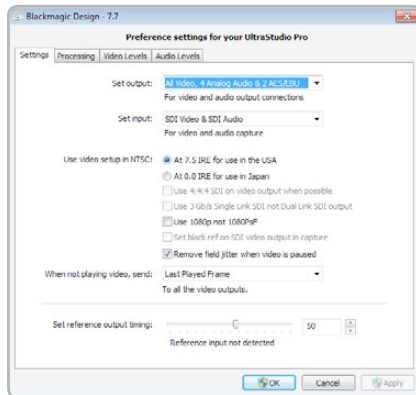 Blackmagic Design - 7.7
Preference settings for your UltraStudio Pro
Settings Processing Video Levels Audio Levels
Set output: All Video, 4 Analog Audio & 2 AES/EBU
For video and audio output connections
Set input: SDI Video & SDI Audio
For video and audio capture
Use video setup in NTSC: At 7.5 IRE for use in the USA
At 0.0 IRE for use in Japan
Use 4:4:4 SDI on video output when possible
Use 3 Gb/s Single Link SDI not Dual Link SDI output
Use 1080p not 1080PsF
Set black ref on SDI video output in capture
Remove field jitter when video is paused
When not playing video, send: Last Played Frame
To all the video outputs.
Set reference output timing: 50
Reference input not detected
OK Cancel Apply